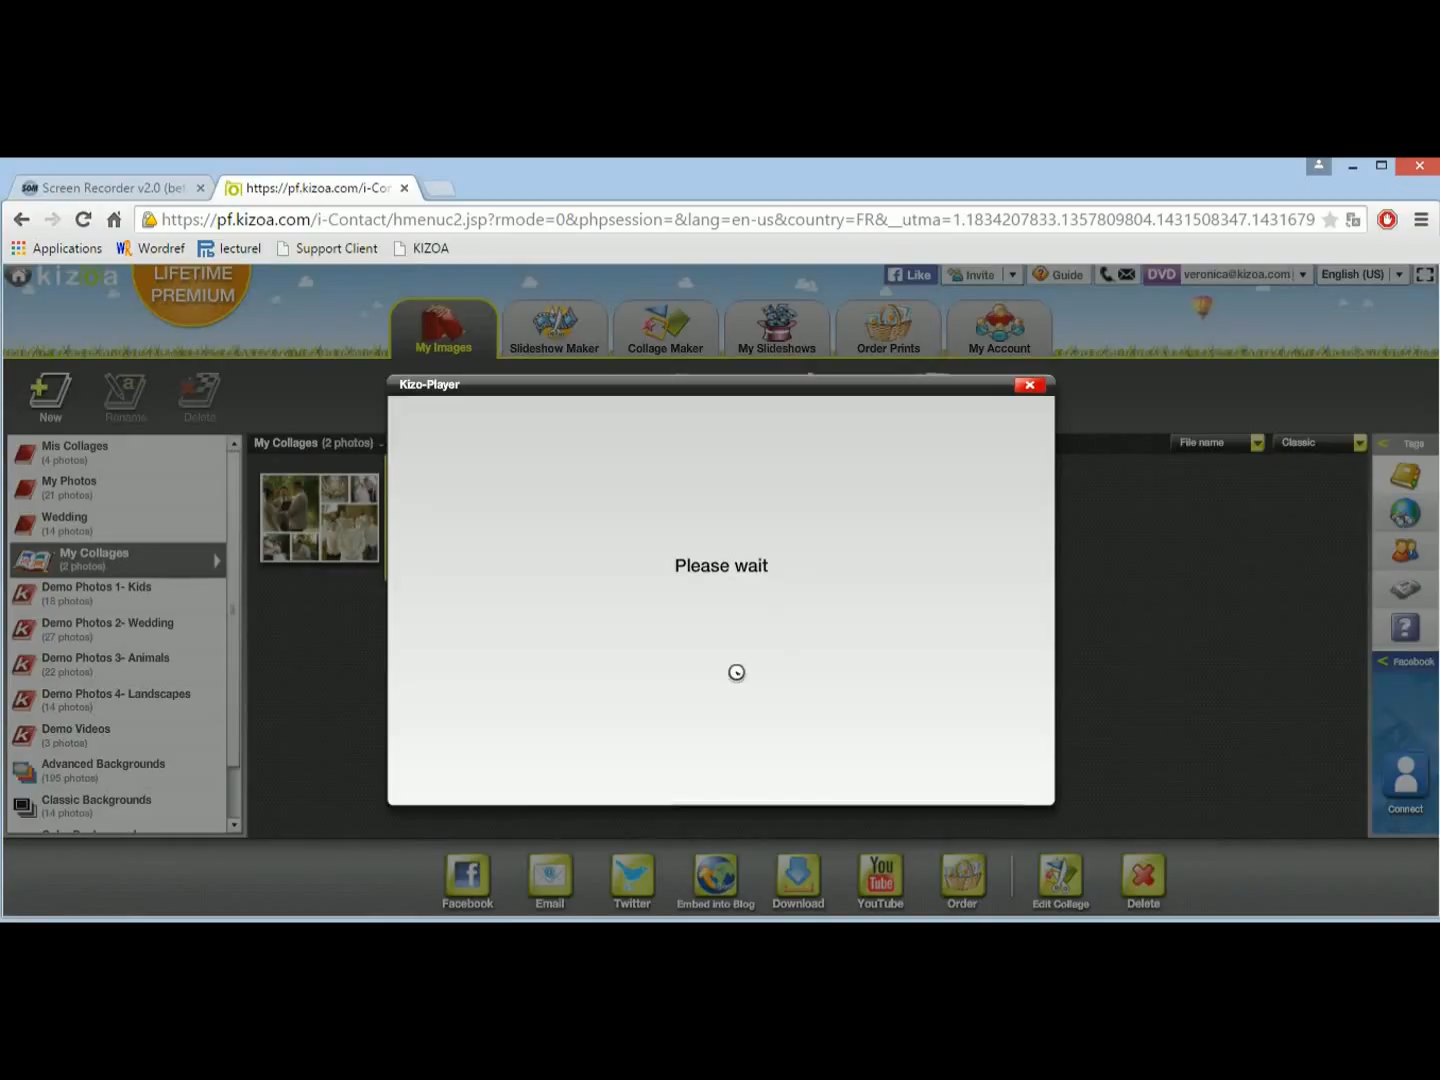 Screen Recorder v2.0 (bet
https://pf.kizoa.com/i-Cor
https://pf.kizoa.com/i-Contact/hmenuc2.jsp?rmode=0&phpsession=&lang=en-us&country=FR&__utma=1.1834207833.1357809804.1431508347.1431679
Applications
Wordref
lecturel
Support Client
KIZOA
kizoa
LIFETIME
PREMIUM
Like
Invite
Guide
DVD
veronica@kizoa.com
English (US)
My Images
Slideshow Maker
Collage Maker
My Slideshows
Order Prints
My Account
New
Rename
Delete
Kizo-Player
Please wait
Mis Collages
(4 photos)
My Photos
(21 photos)
Wedding
(14 photos)
My Collages
(2 photos)
Demo Photos 1- Kids
(18 photos)
Demo Photos 2- Wedding
(27 photos)
Demo Photos 3- Animals
(22 photos)
Demo Photos 4- Landscapes
(14 photos)
Demo Videos
(3 photos)
Advanced Backgrounds
(195 photos)
Classic Backgrounds
(14 photos)
My Collages (2 photos)
File name
Classic
< Tags
< Facebook
Connect
Facebook
Email
Twitter
Embed into Blog
Download
You
Tube
YouTube
Order
Edit Collage
Delete